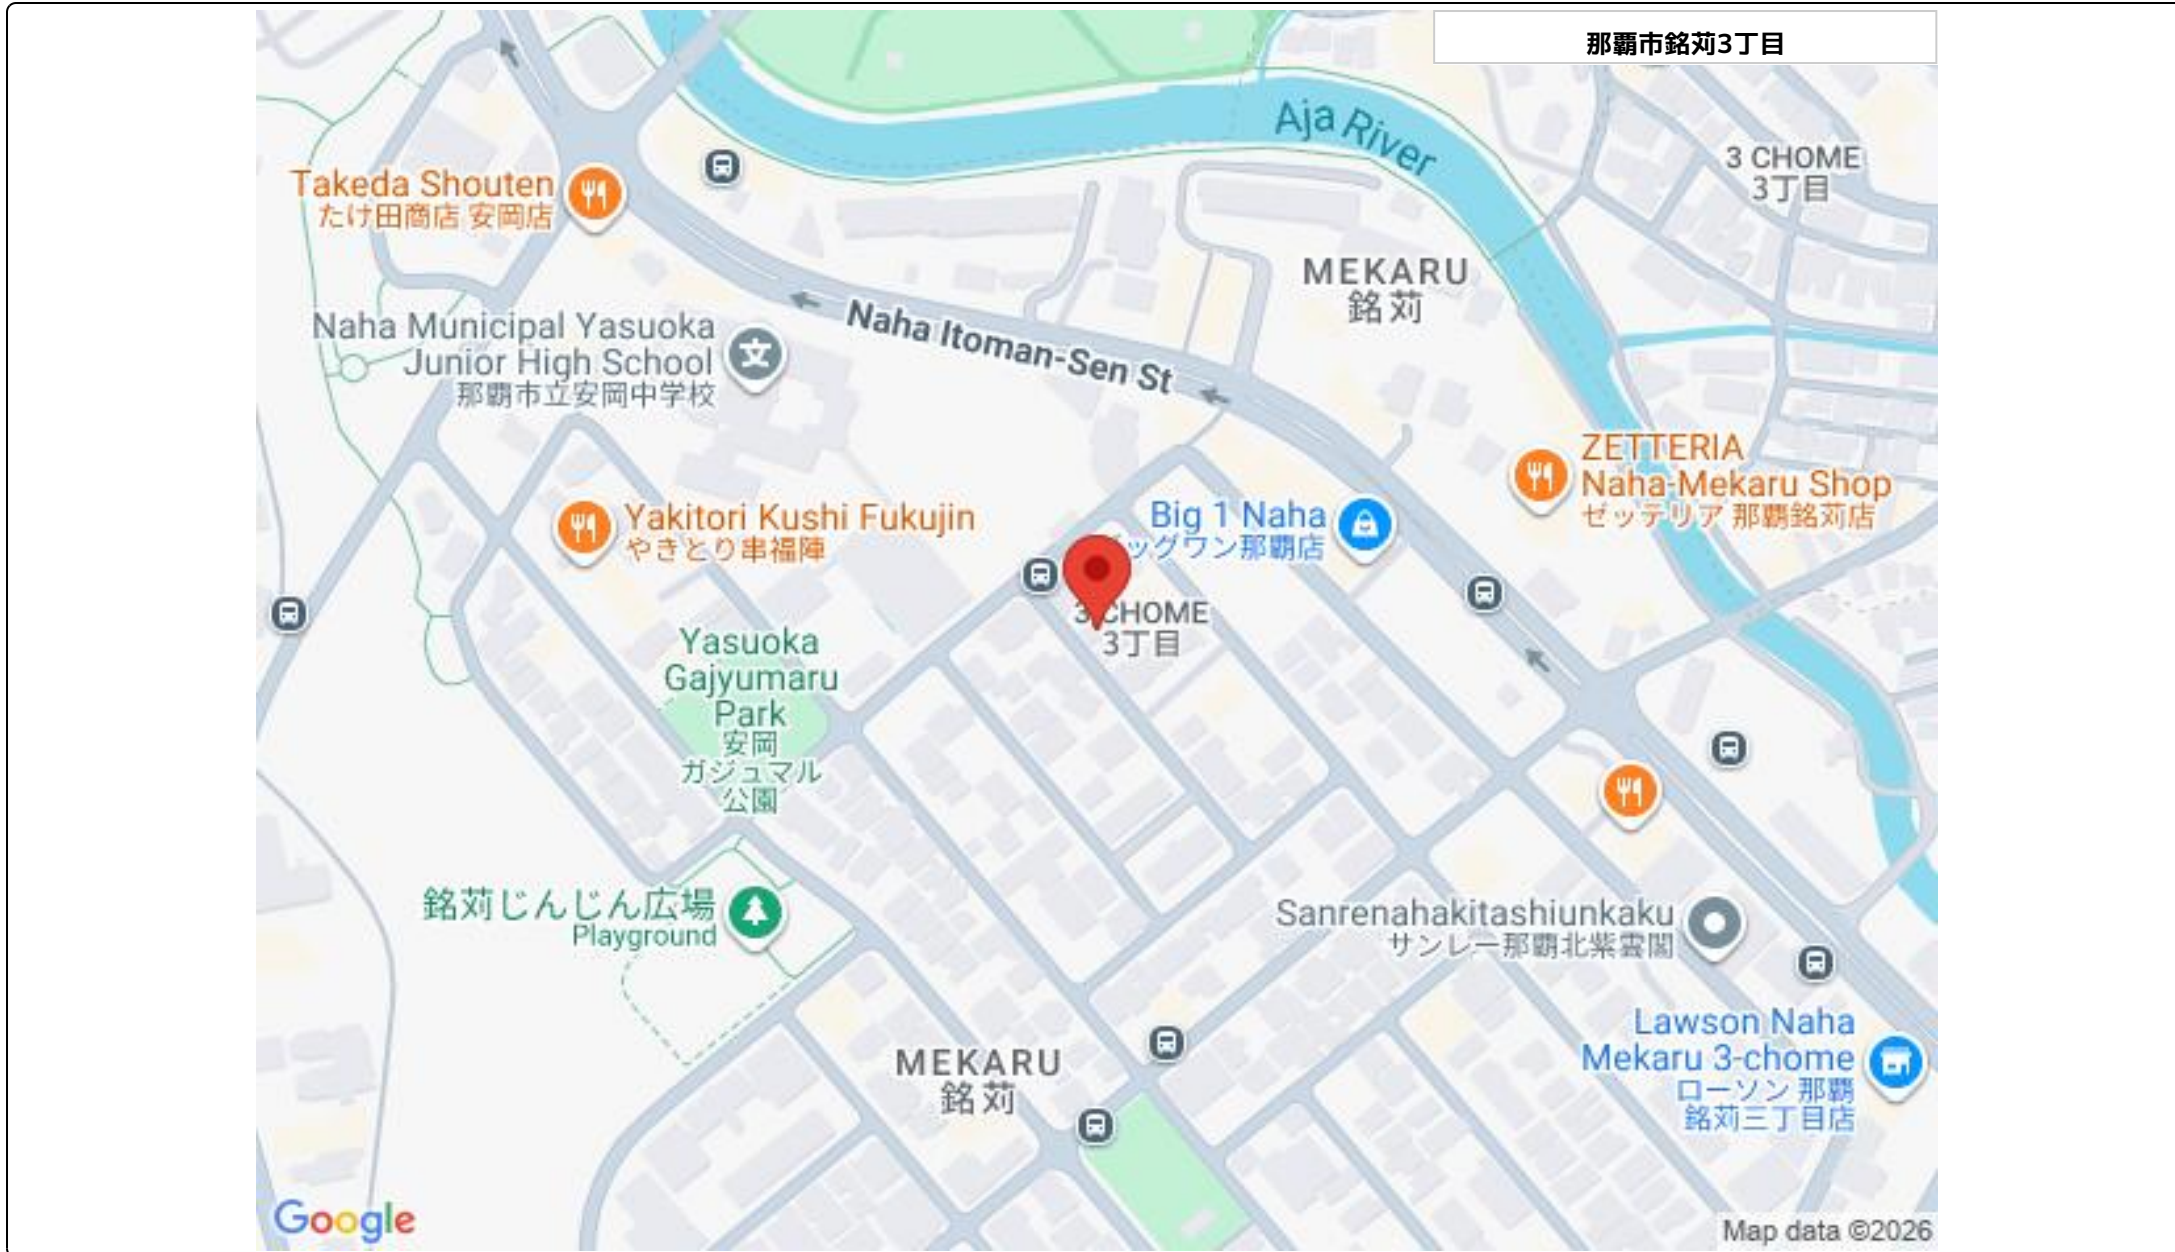 那覇市銘苅3丁目
Aja River
3 CHOME
3丁目
Takeda Shouten
たけ田商店 安岡店
MEKARU
銘苅
Naha Itoman-Sen St
Naha Municipal Yasuoka
Junior High School
那覇市立安岡中学校
ZETTERIA
Naha-Mekaru Shop
ゼッテリア 那覇銘苅店
Yakitori Kushi Fukujin
やきとり串福陣
Big 1 Naha
ッグワン那覇店
3 CHOME
3丁目
Yasuoka
Gajyumaru
Park
安岡
ガジュマル
公園
銘苅じんじん広場
Playground
Sanrenahakitashiunkaku
サンレー那覇北紫雲閣
Lawson Naha
Mekaru 3-chome
ローソン 那覇
銘苅三丁目店
MEKARU
銘苅
Google
Map data ©2026